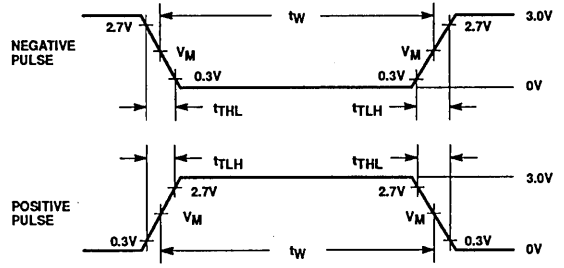 tW
3.0V
2.7V
2.7V
NEGATIVE
PULSE
VM
VM
0.3V
0.3V
0V
tTHL
tTLH
tTLH
tTHL
3.0V
2.7V
2.7V
POSITIVE
PULSE
VM
VM
0.3V
0.3V
0V
tW